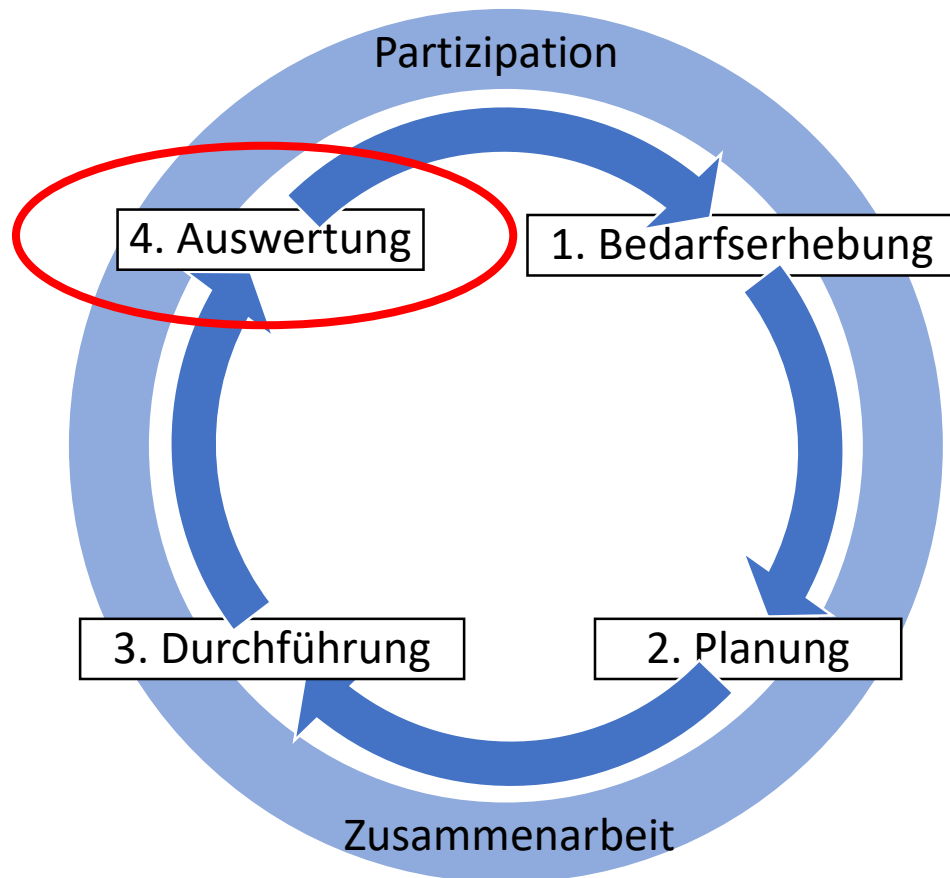 Partizipation
4. Auswertung
1. Bedarfserhebung
3. Durchführung
2. Planung
Zusammenarbeit